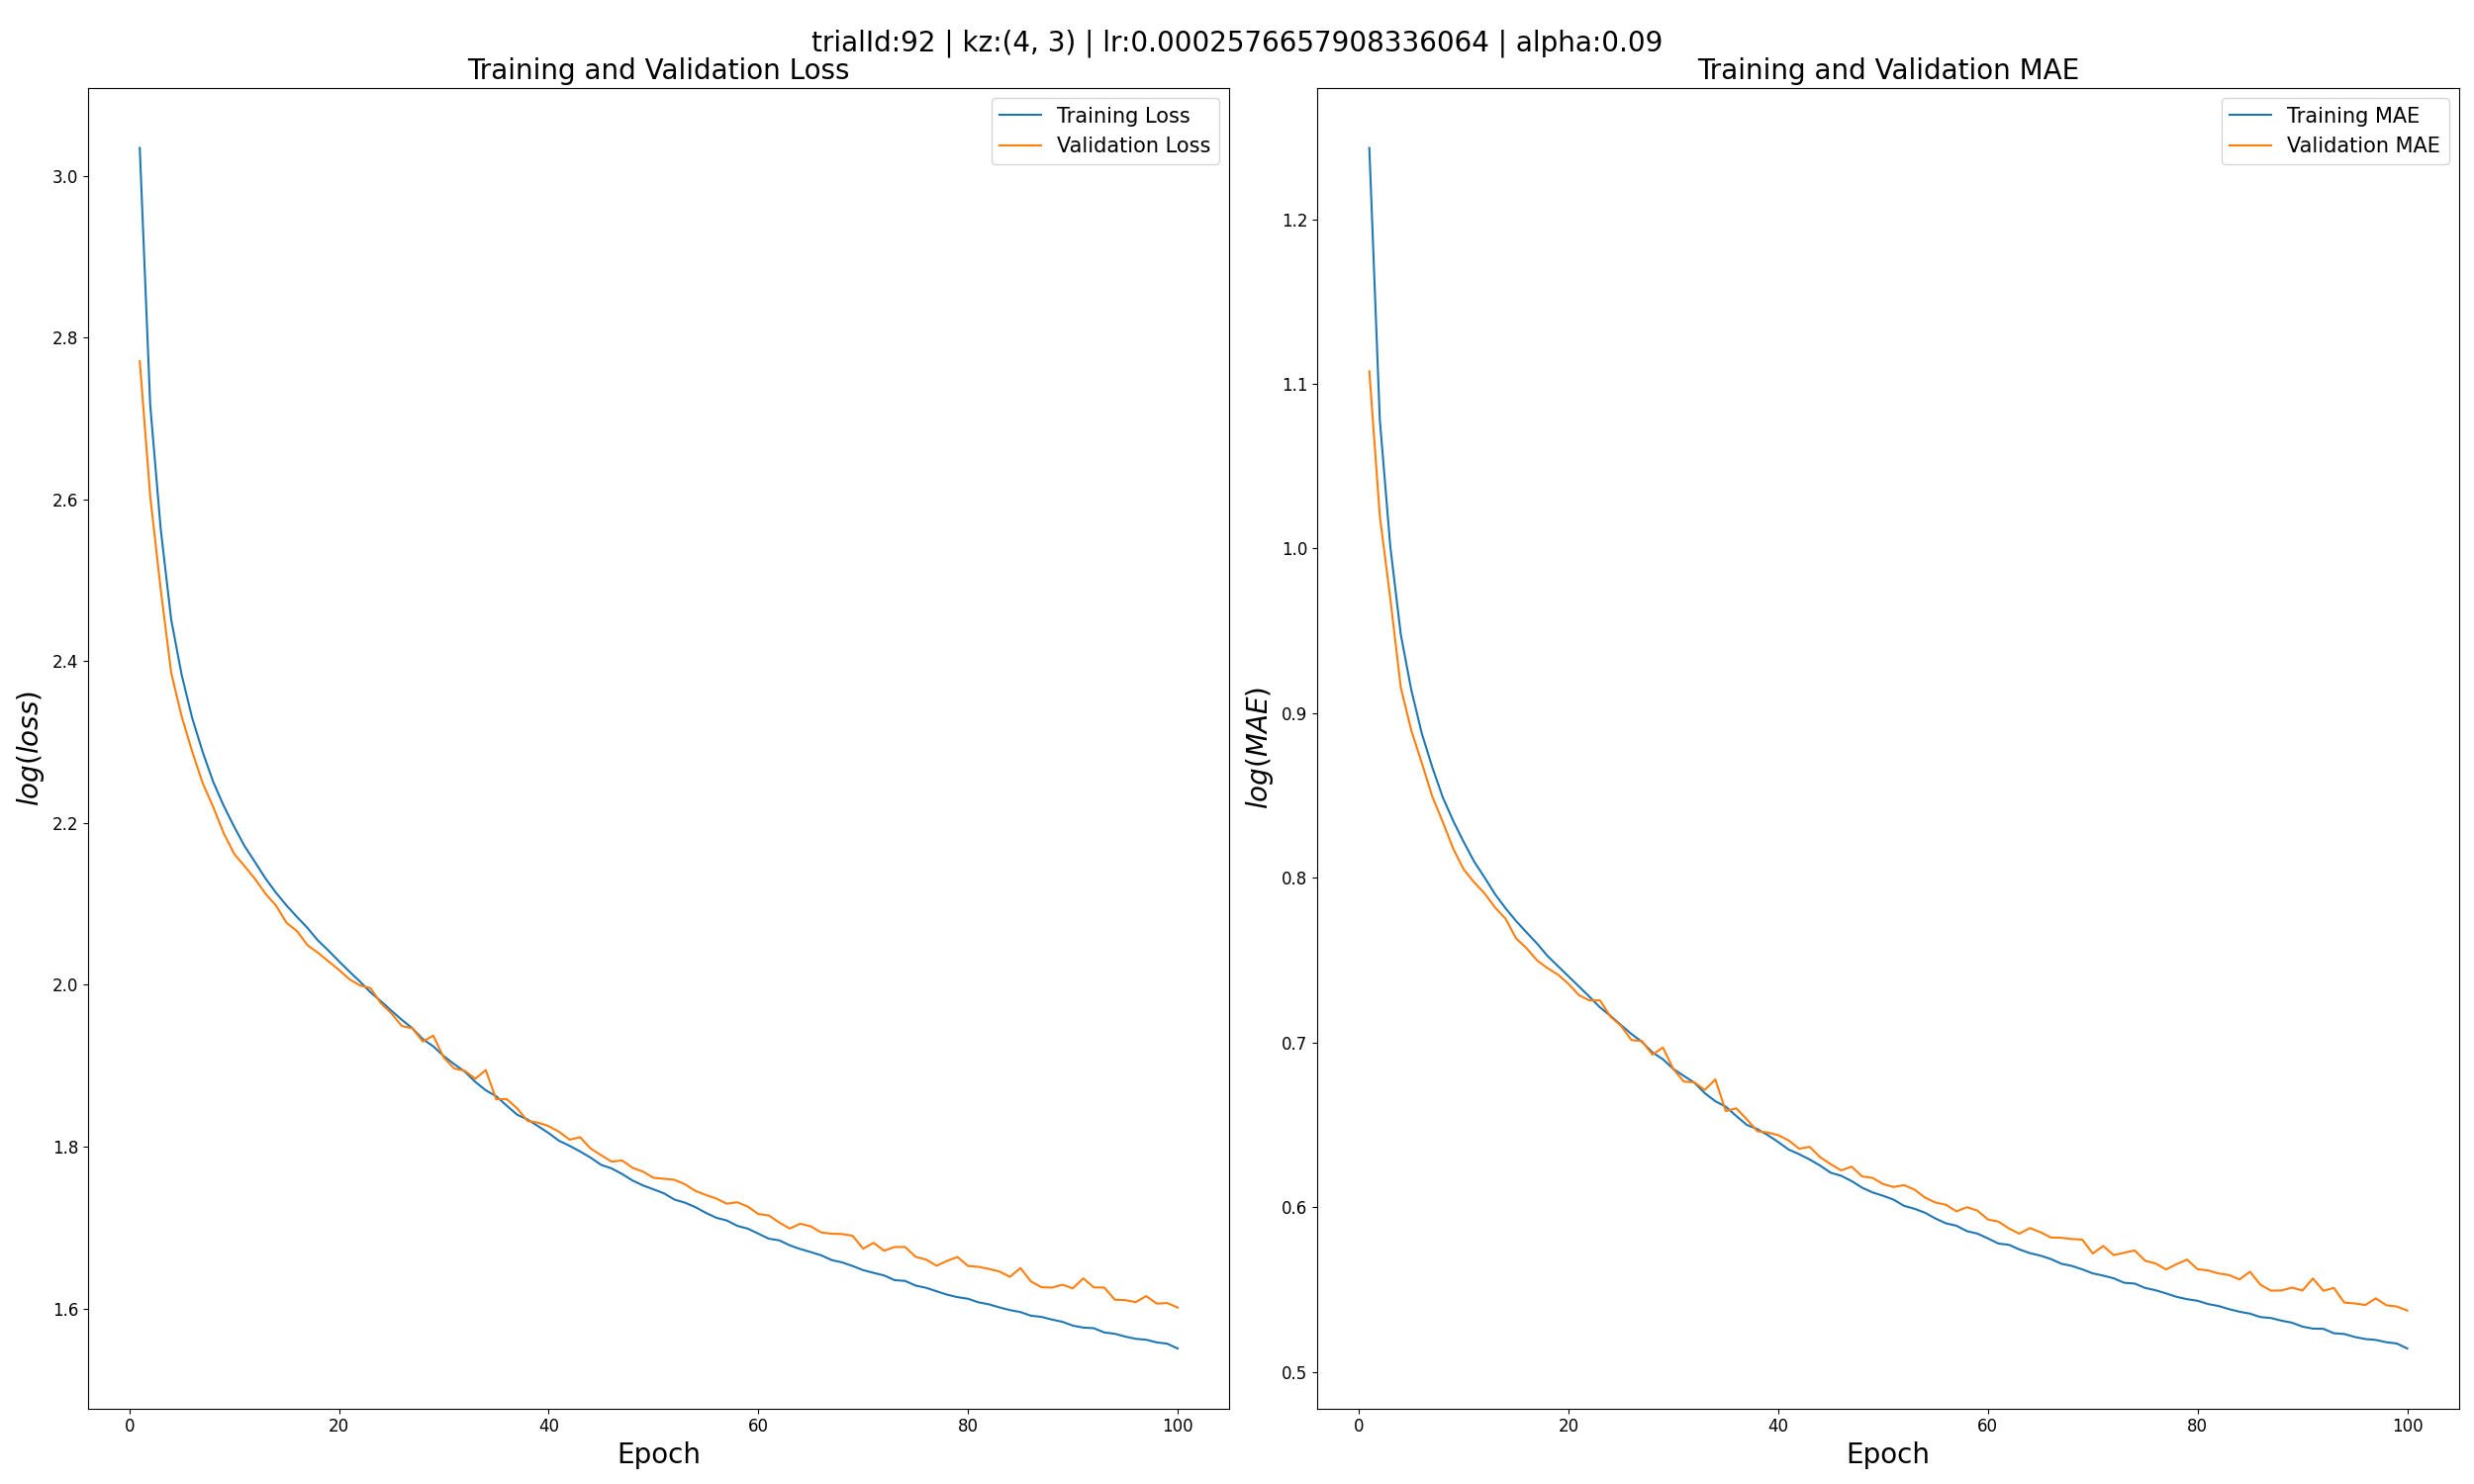 trialId:92 | kz:(4, 3) | lr:0.0002576657908336064 | alpha:0.09
Training and Validation Loss
Training Loss
Validation Loss
3.0
2.8
2.6
2.4
2.2
2.0
1.8
1.6
log(loss)
0 20 40 60 80 100
Epoch
Training and Validation MAE
Training MAE
Validation MAE
1.2
1.1
1.0
0.9
0.8
0.7
0.6
0.5
log(MAE)
0 20 40 60 80 100
Epoch